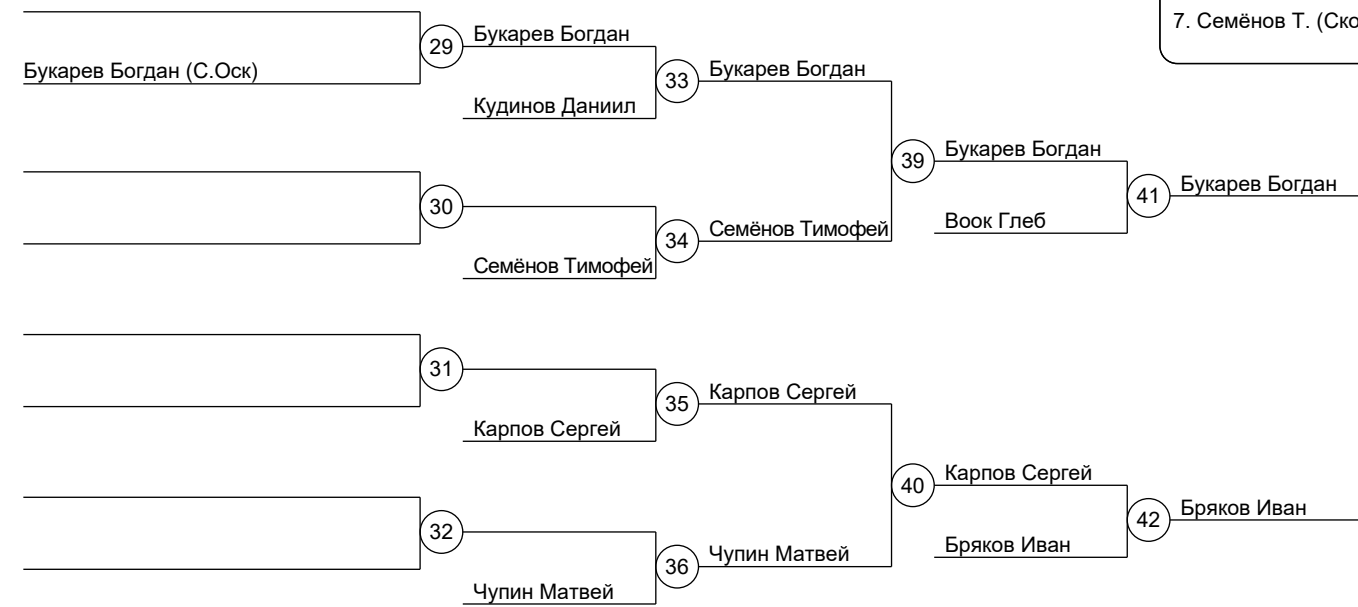 7. Семёнов Т. (Ско
29
Букарев Богдан
Букарев Богдан (С.Оск)
33
Букарев Богдан
Кудинов Даниил
39
Букарев Богдан
41
Букарев Богдан
30
34
Семёнов Тимофей
Воок Глеб
Семёнов Тимофей
31
35
Карпов Сергей
Карпов Сергей
40
Карпов Сергей
42
Бряков Иван
32
36
Чупин Матвей
Бряков Иван
Чупин Матвей